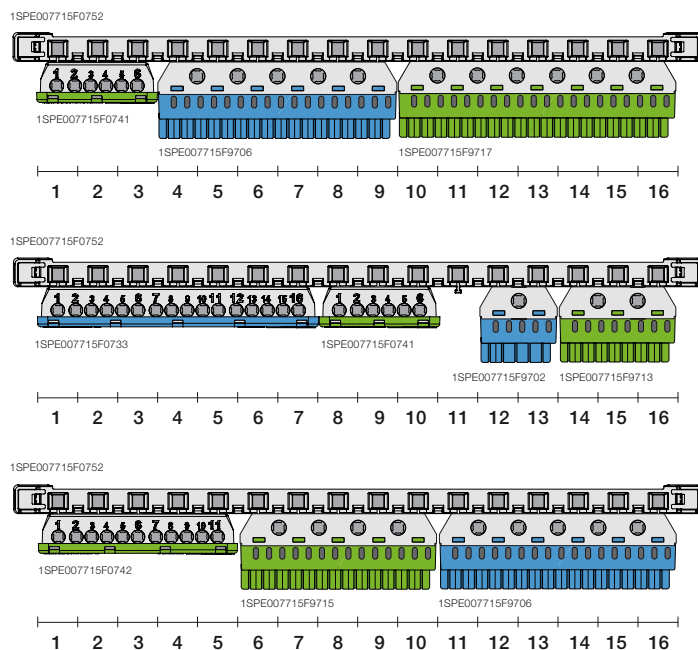 1SPE007715F0752
1 2 3 4 5 6
1SPE007715F0741
1SPE007715F9706 1SPE007715F9717
1 2 3 4 5 6 7 8 9 10 11 12 13 14 15 16
1SPE007715F0752
1 2 3 4 5 6 7 8 9 10 11 12 13 14 15 16 1 2 3 4 5 6
1SPE007715F0733 1SPE007715F0741
1SPE007715F9702 1SPE007715F9713
1 2 3 4 5 6 7 8 9 10 11 12 13 14 15 16
1SPE007715F0752
1 2 3 4 5 6 7 8 9 10 11
1SPE007715F0742
1SPE007715F9715 1SPE007715F9706
1 2 3 4 5 6 7 8 9 10 11 12 13 14 15 16